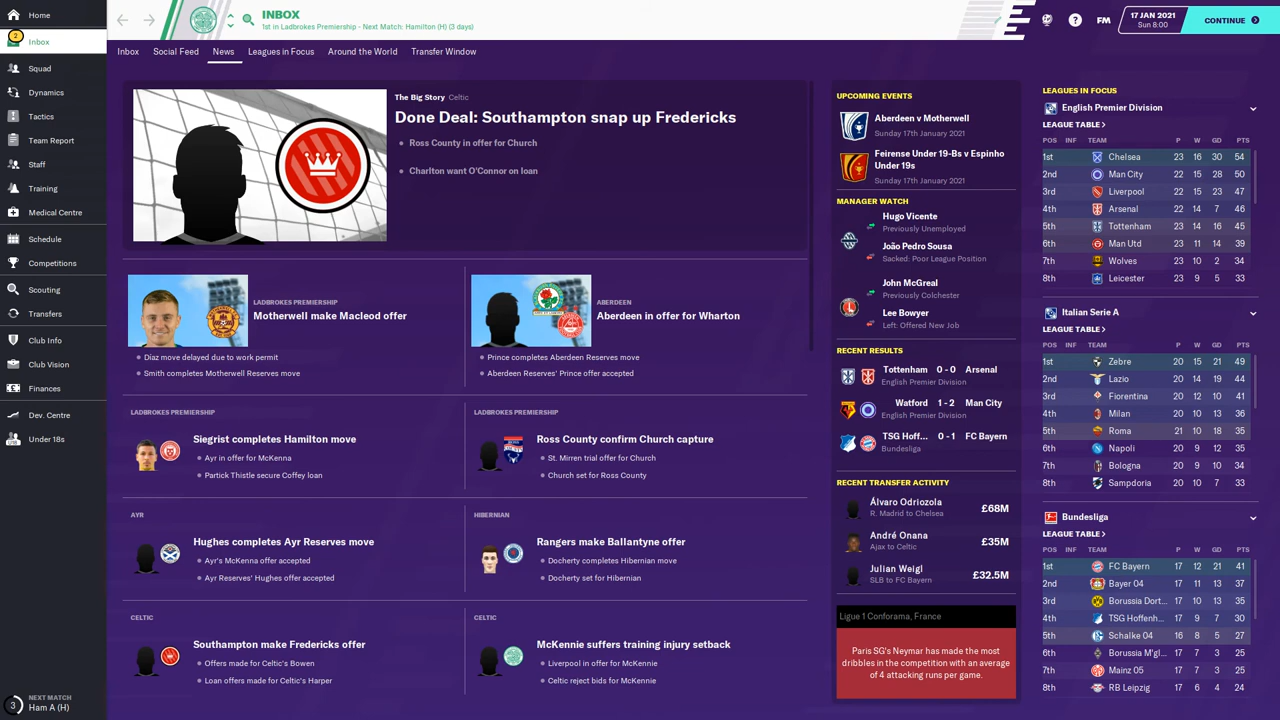 Home
INBOX
1st in Ladbrokes Premiership - Next Match: Hamilton (H) (3 days)
FM
17 JAN 2021
Sun 8:00
CONTINUE
2
Inbox
Squad
Dynamics
Tactics
Team Report
Staff
Training
Medical Centre
Schedule
Competitions
Scouting
Transfers
Club Info
Club Vision
Finances
Dev. Centre
Under 18s
3
NEXT MATCH
Ham A (H)
Inbox Social Feed News Leagues in Focus Around the World Transfer Window
The Big Story Celtic
Done Deal: Southampton snap up Fredericks
Ross County in offer for Church
Charlton want O'Connor on loan
LADBROKES PREMIERSHIP
Motherwell make Macleod offer
Díaz move delayed due to work permit
Smith completes Motherwell Reserves move
ABERDEEN
Aberdeen in offer for Wharton
Prince completes Aberdeen Reserves move
Aberdeen Reserves' Prince offer accepted
LADBROKES PREMIERSHIP
Siegrist completes Hamilton move
Ayr in offer for McKenna
Partick Thistle secure Coffey loan
LADBROKES PREMIERSHIP
Ross County confirm Church capture
St. Mirren trial offer for Church
Church set for Ross County
AYR
Hughes completes Ayr Reserves move
Ayr's McKenna offer accepted
Ayr Reserves' Hughes offer accepted
HIBERNIAN
Rangers make Ballantyne offer
Docherty completes Hibernian move
Docherty set for Hibernian
CELTIC
Southampton make Fredericks offer
Offers made for Celtic's Bowen
Loan offers made for Celtic's Harper
CELTIC
McKennie suffers training injury setback
Liverpool in offer for McKennie
Celtic reject bids for McKennie
UPCOMING EVENTS
Aberdeen v Motherwell
Sunday 17th January 2021
Feirense Under 19-Bs v Espinho
Under 19s
Sunday 17th January 2021
MANAGER WATCH
Hugo Vicente
Previously Unemployed
João Pedro Sousa
Sacked: Poor League Position
John McGreal
Previously Colchester
Lee Bowyer
Left: Offered New Job
RECENT RESULTS
Tottenham 0 - 0 Arsenal
English Premier Division
Watford 1 - 2 Man City
English Premier Division
TSG Hoff... 0 - 1 FC Bayern
Bundesliga
RECENT TRANSFER ACTIVITY
Álvaro Odriozola
R. Madrid to Chelsea
£68M
André Onana
Ajax to Celtic
£35M
Julian Weigl
SLB to FC Bayern
£32.5M
Ligue 1 Conforama, France
Paris SG's Neymar has made the most
dribbles in the competition with an average
of 4 attacking runs per game.
LEAGUES IN FOCUS
English Premier Division
LEAGUE TABLE
POS INF TEAM P W GD PTS
1st Chelsea 23 16 30 54
2nd Man City 22 15 28 50
3rd Liverpool 22 15 23 47
4th Arsenal 22 14 7 46
5th Tottenham 23 14 16 45
6th Man Utd 23 11 14 39
7th Wolves 23 10 2 34
8th Leicester 23 9 5 33
Italian Serie A
LEAGUE TABLE
POS INF TEAM P W GD PTS
1st Zebre 20 15 21 49
2nd Lazio 20 14 19 44
3rd Fiorentina 20 12 10 41
4th Milan 20 10 13 36
5th Roma 21 10 18 35
6th Napoli 20 9 12 35
7th Bologna 20 9 10 34
8th Sampdoria 20 10 7 33
Bundesliga
LEAGUE TABLE
POS INF TEAM P W GD PTS
1st FC Bayern 17 12 21 41
2nd Bayer 04 17 11 13 37
3rd Borussia Dort... 17 10 13 35
4th TSG Hoffenh... 17 9 4 30
5th Schalke 04 16 8 5 27
6th Borussia M'gl... 17 7 3 25
7th Mainz 05 17 7 3 25
8th RB Leipzig 17 6 4 24